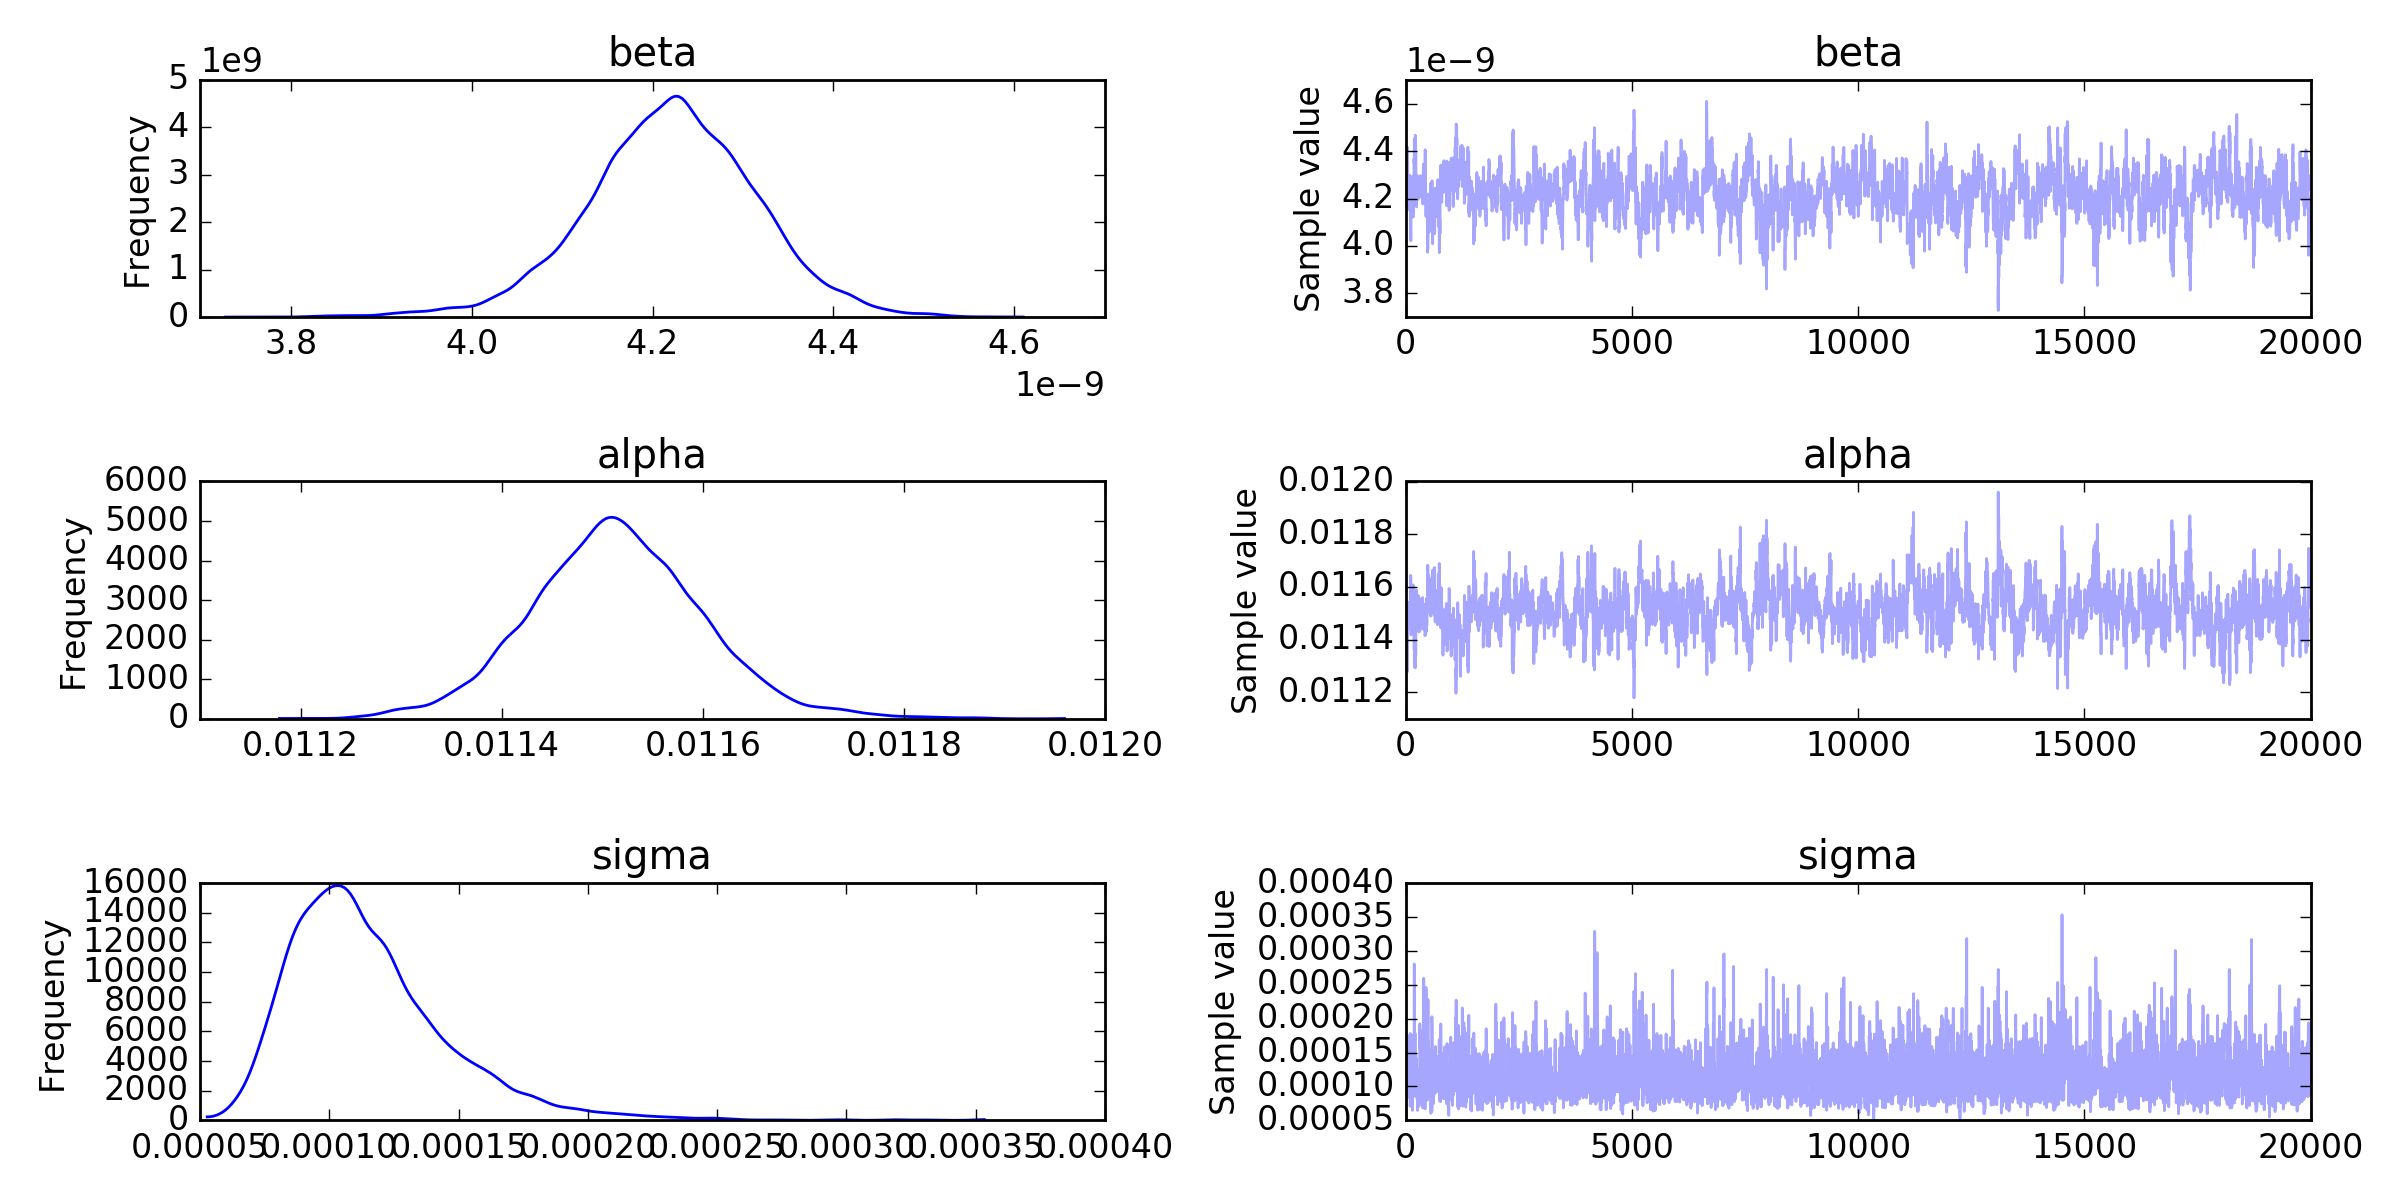 beta
1e9
Frequency
5
4
3
2
1
0
3.8 4.0 4.2 4.4 4.6
1e−9
beta
1e−9
Sample value
4.6
4.4
4.2
4.0
3.8
0 5000 10000 15000 20000
alpha
Frequency
6000
5000
4000
3000
2000
1000
0
0.0112 0.0114 0.0116 0.0118 0.0120
alpha
Sample value
0.0120
0.0118
0.0116
0.0114
0.0112
0 5000 10000 15000 20000
sigma
Frequency
16000
14000
12000
10000
8000
6000
4000
2000
0
0.00005 0.00010 0.00015 0.00020 0.00025 0.00030 0.00035 0.00040
sigma
Sample value
0.00040
0.00035
0.00030
0.00025
0.00020
0.00015
0.00010
0.00005
0 5000 10000 15000 20000